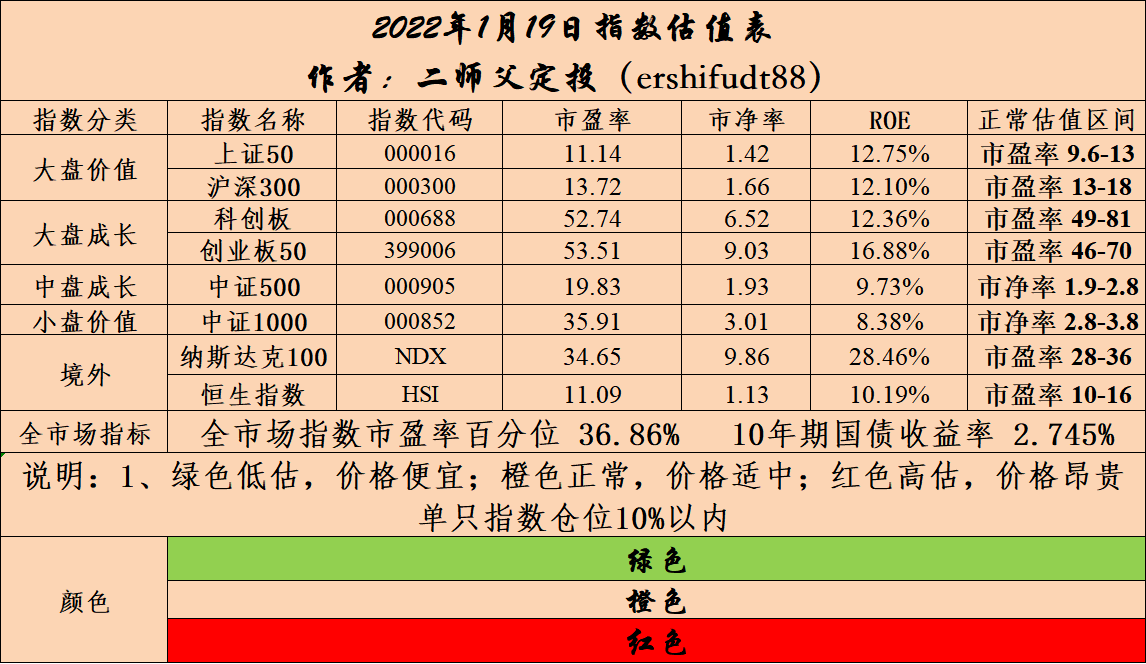 2022年1月19日指数估值表
作者：二师父定投（ershifudt88）
指数分类 指数名称 指数代码 市盈率 市净率 ROE 正常估值区间
大盘价值 上证50 000016 11.14 1.42 12.75% 市盈率 9.6-13
沪深300 000300 13.72 1.66 12.10% 市盈率 13-18
大盘成长 科创板 000688 52.74 6.52 12.36% 市盈率 49-81
创业板50 399006 53.51 9.03 16.88% 市盈率 46-70
中盘成长 中证500 000905 19.83 1.93 9.73% 市净率 1.9-2.8
小盘价值 中证1000 000852 35.91 3.01 8.38% 市净率 2.8-3.8
境外 纳斯达克100 NDX 34.65 9.86 28.46% 市盈率 28-36
恒生指数 HSI 11.09 1.13 10.19% 市盈率 10-16
全市场指标 全市场指数市盈率百分位 36.86% 10年期国债收益率 2.745%
说明：1、绿色低估，价格便宜；橙色正常，价格适中；红色高估，价格昂贵
单只指数仓位10%以内
颜色 绿色
橙色
红色